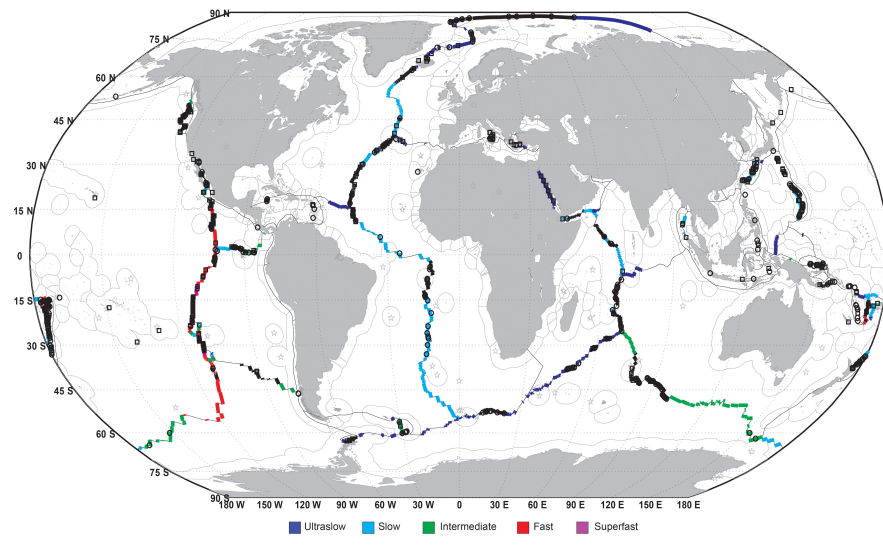 90 N
75 N
60 N
45 N
30 N
15 N
0
15 S
30 S
45 S
60 S
75 S
90 S
180 W 150 W 120 W 90 W 60 W 30 W 0 30 E 60 E 90 E 120 E 150 E 180 E
Ultraslow Slow Intermediate Fast Superfast